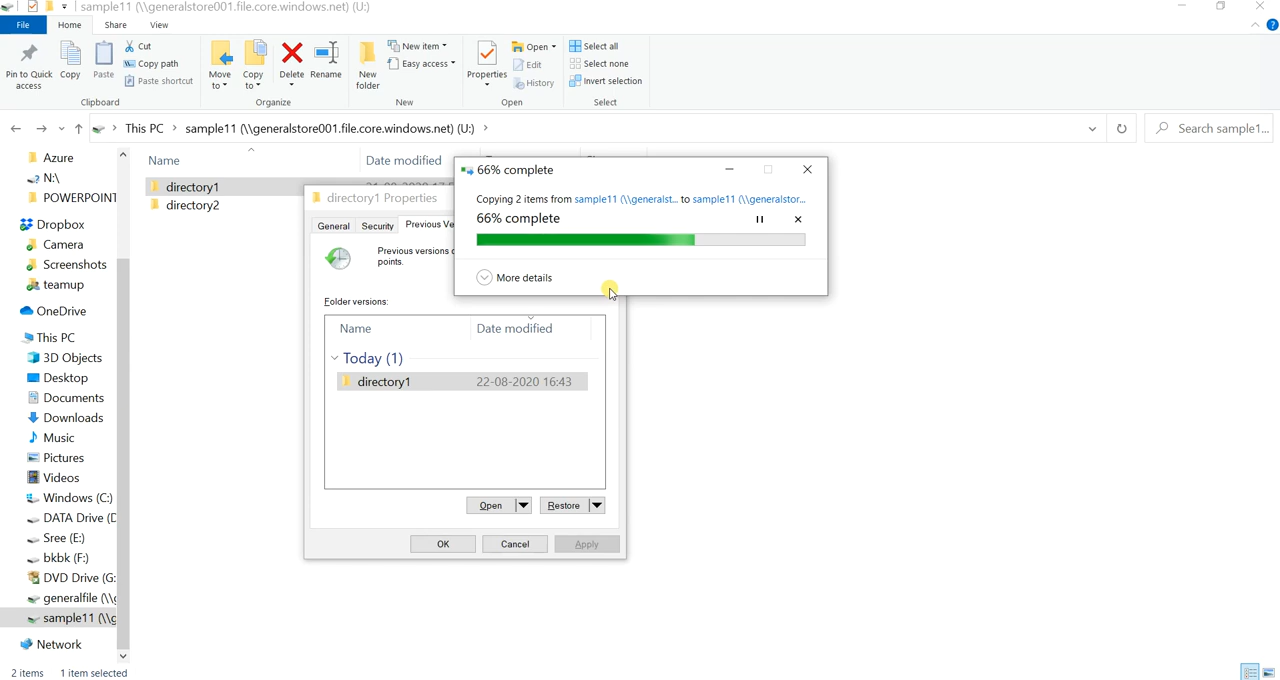 sample11 (\\generalstore001.file.core.windows.net) (U:)
File Home Share View
Pin to Quick access
Copy
Paste
Cut
Copy path
Paste shortcut
Clipboard
Move to
Copy to
Delete
Rename
Organize
New folder
New item
Easy access
New
Properties
Open
Edit
History
Open
Select all
Select none
Invert selection
Select
This PC > sample11 (\\generalstore001.file.core.windows.net) (U:) >
Search sample1...
Azure
N:\
POWERPOINT
Dropbox
Camera
Screenshots
teamup
OneDrive
This PC
3D Objects
Desktop
Documents
Downloads
Music
Pictures
Videos
Windows (C:)
DATA Drive (D
Sree (E:)
bkbk (F:)
DVD Drive (G:
generalfile (\\g
sample11 (\\g
Network
Name Date modified
directory1
directory2
directory1 Properties
General Security Previous Ve
Previous versions c
points.
Folder versions:
Name Date modified
Today (1)
directory1 22-08-2020 16:43
Open Restore
OK Cancel Apply
66% complete
Copying 2 items from sample11 (\\generalst... to sample11 (\\generalstor...
66% complete
More details
2 items 1 item selected